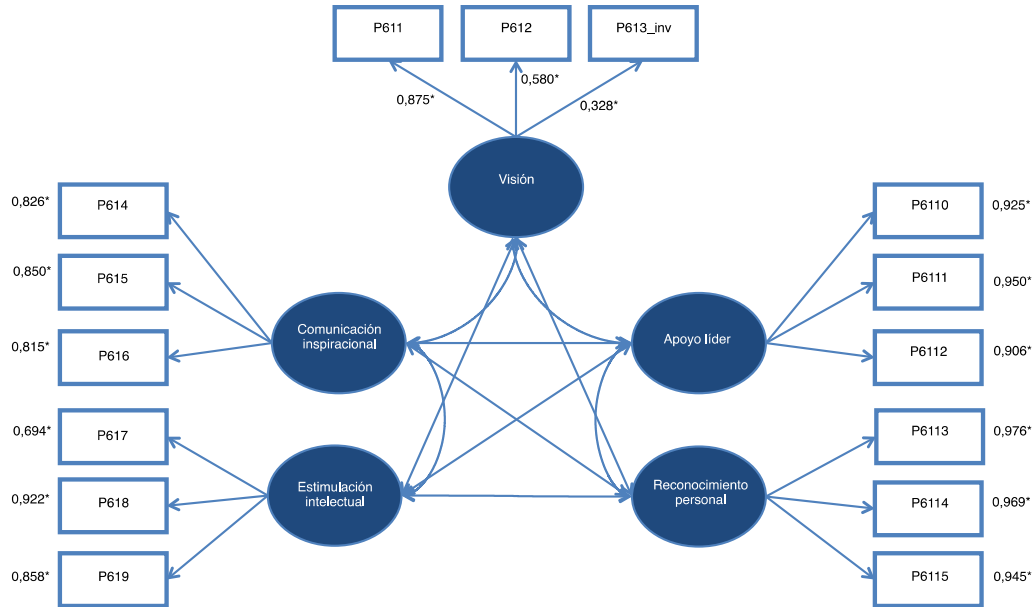 P611
P612
P613_inv
0,875*
0,580*
0,328*
Visión
0,826*
P614
0,850*
P615
0,815*
P616
Comunicación
inspiracional
Apoyo líder
P6110
0,925*
P6111
0,950*
P6112
0,906*
0,694*
P617
0,922*
P618
0,858*
P619
Estimulación
intelectual
Reconocimiento
personal
P6113
0,976*
P6114
0,969*
P6115
0,945*